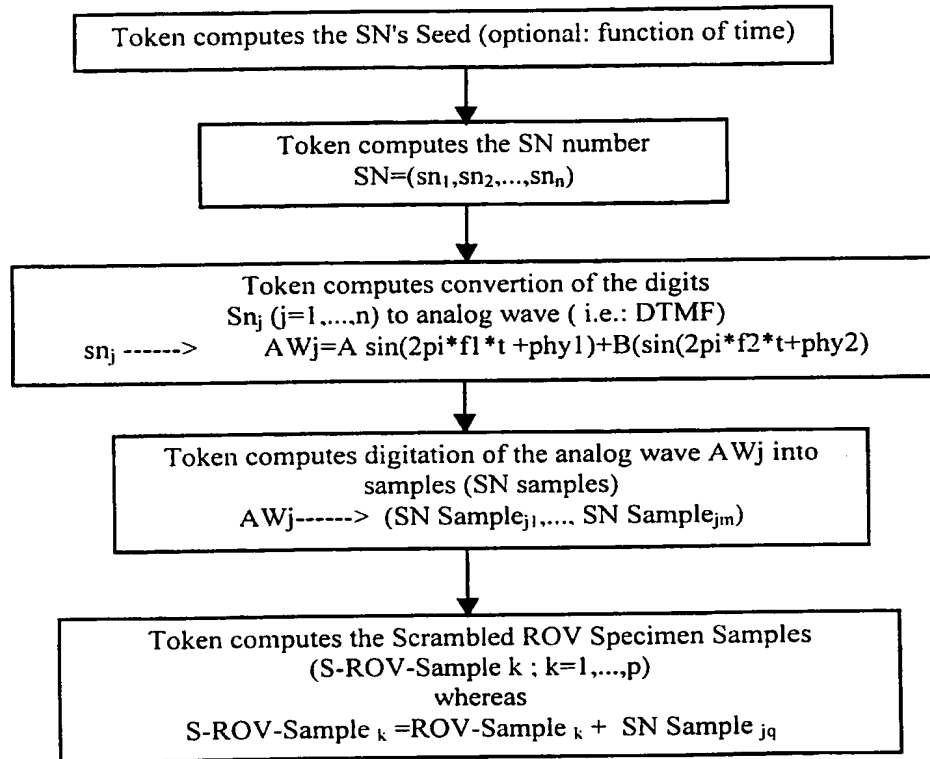 Token computes the SN's Seed (optional: function of time)
Token computes the SN number
SN=(sn1,sn2,...,snn)
Token computes convertion of the digits
Snj (j=1,...,n) to analog wave ( i.e.: DTMF)
snj ------> AWj=A sin(2pi*f1*t +phy1)+B(sin(2pi*f2*t+phy2)
Token computes digitation of the analog wave AWj into
samples (SN samples)
AWj------> (SN Samplej1,..., SN Samplejm)
Token computes the Scrambled ROV Specimen Samples
(S-ROV-Sample k ; k=1,...,p)
whereas
S-ROV-Sample k =ROV-Sample k + SN Sample jq